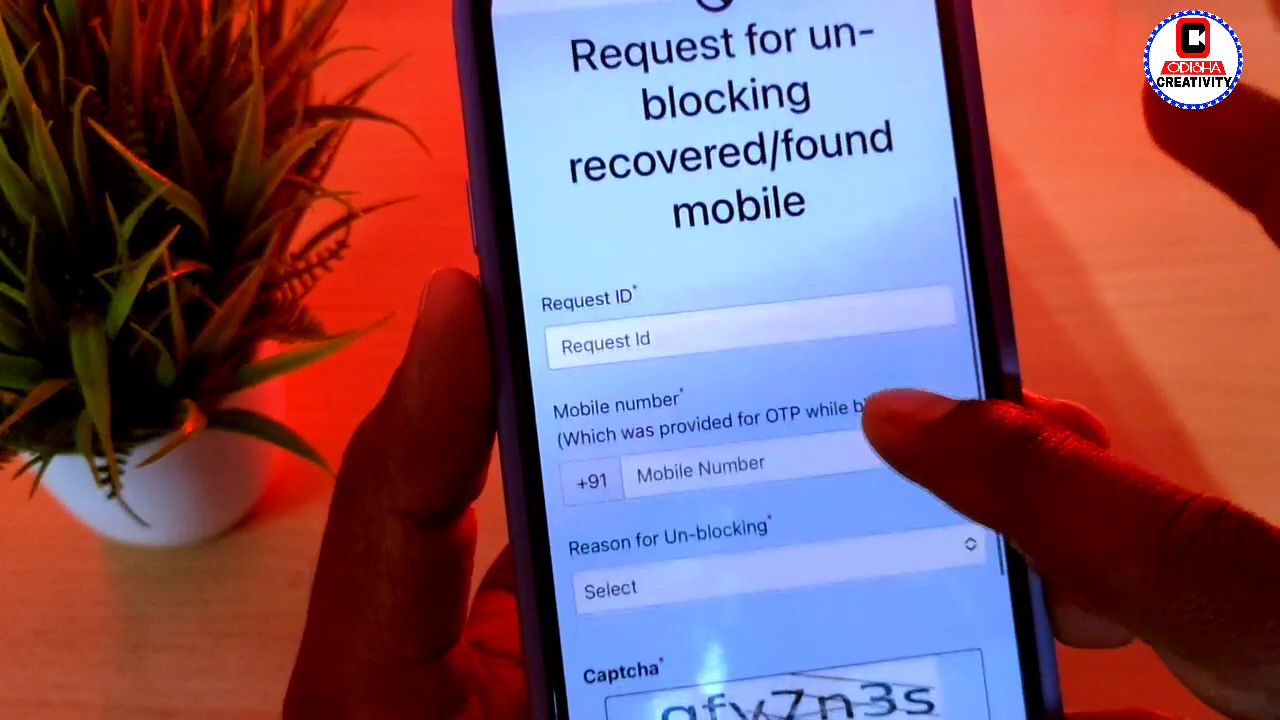 Request for un-
blocking
recovered/found
mobile
Request ID*
Request Id
Mobile number*
(Which was provided for OTP while
+91
Mobile Number
Reason for Un-blocking*
Select
Captcha*
ODISHA
CREATIVITY